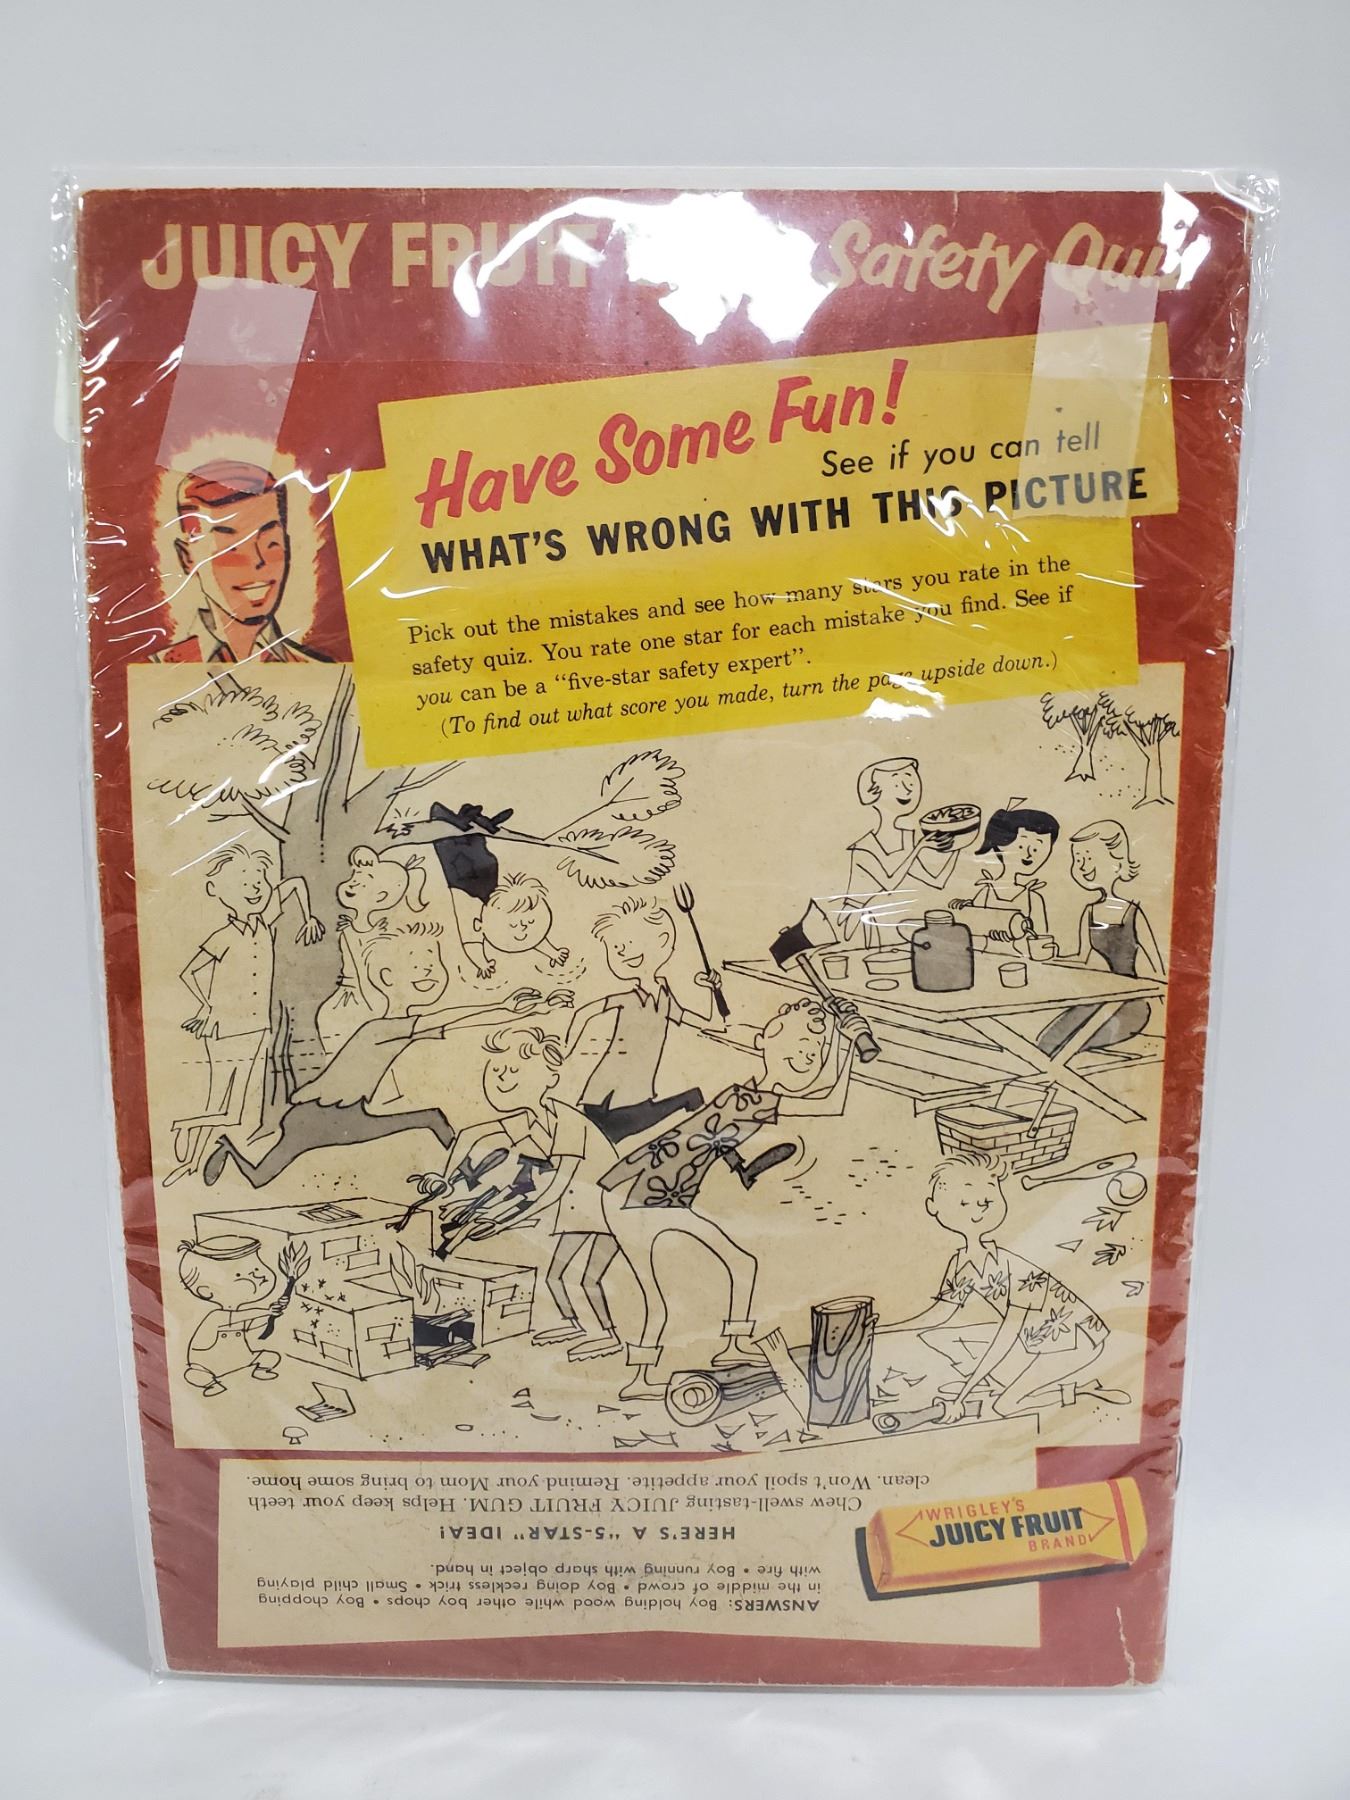 JUICY FRUIT Safety Quiz
Have Some Fun!
See if you can tell
WHAT'S WRONG WITH THIS PICTURE
Pick out the mistakes and see how many stars you rate in the
safety quiz. You rate one star for each mistake you find. See if
you can be a “five-star safety expert”.
(To find out what score you made, turn the page upside down.)
WRIGLEY'S
JUICY FRUIT
BRAND
ANSWERS: Boy holding wood while other boy chops • Boy chopping
in the middle of crowd • Boy doing reckless trick • Small child playing
with fire • Boy running with sharp object in hand.
HERE'S A "5-STAR" IDEA!
Chew swell-tasting JUICY FRUIT GUM. Helps keep your teeth
clean. Won't spoil your appetite. Remind your Mom to bring some home.